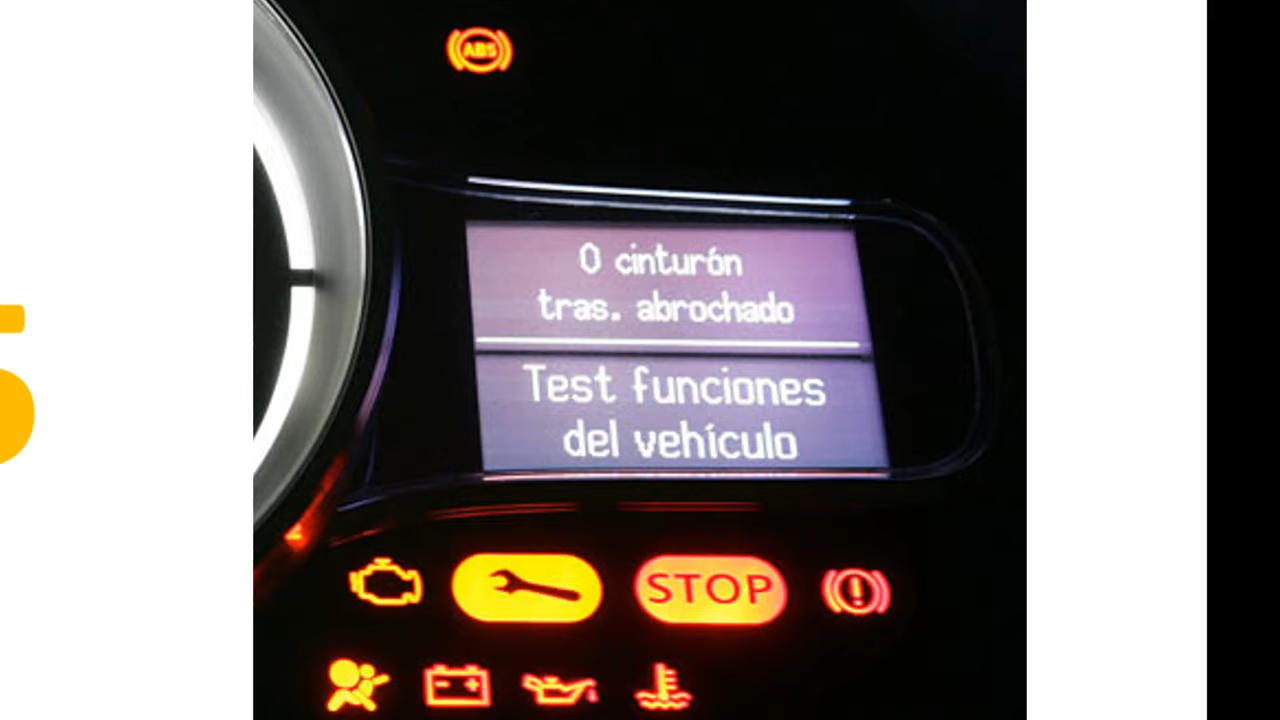 ABS
0 cinturón
tras. abrochado
Test funciones
del vehículo
STOP